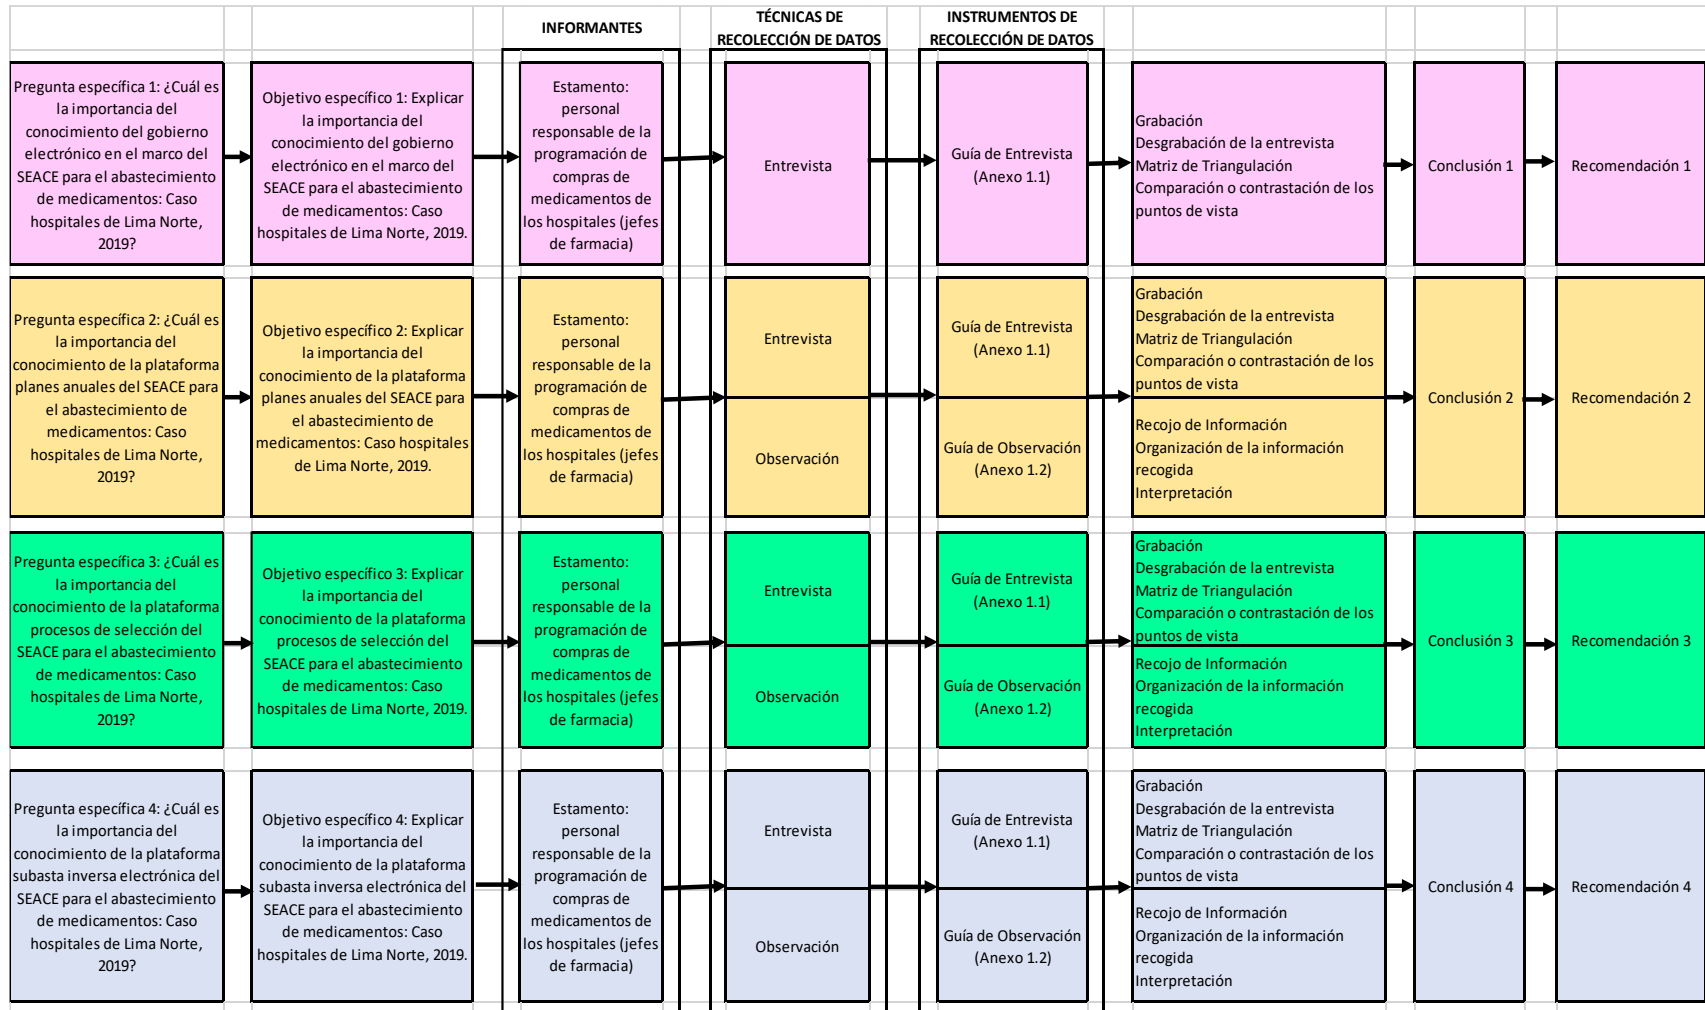 INFORMANTES
TÉCNICAS DE
RECOLECCIÓN DE DATOS
INSTRUMENTOS DE
RECOLECCIÓN DE DATOS
Pregunta específica 1: ¿Cuál es
la importancia del
conocimiento del gobierno
electrónico en el marco del
SEACE para el abastecimiento
de medicamentos: Caso
hospitales de Lima Norte,
2019?
Objetivo específico 1: Explicar
la importancia del
conocimiento del gobierno
electrónico en el marco del
SEACE para el abastecimiento
de medicamentos: Caso
hospitales de Lima Norte, 2019.
Estamento:
personal
responsable de la
programación de
compras de
medicamentos de
los hospitales (jefes
de farmacia)
Entrevista
Guía de Entrevista
(Anexo 1.1)
Grabación
Desgrabación de la entrevista
Matriz de Triangulación
Comparación o contrastación de los
puntos de vista
Conclusión 1
Recomendación 1
Pregunta específica 2: ¿Cuál es
la importancia del
conocimiento de la plataforma
planes anuales del SEACE para
el abastecimiento de
medicamentos: Caso
hospitales de Lima Norte,
2019?
Objetivo específico 2: Explicar
la importancia del
conocimiento de la plataforma
planes anuales del SEACE para
el abastecimiento de
medicamentos: Caso hospitales
de Lima Norte, 2019.
Estamento:
personal
responsable de la
programación de
compras de
medicamentos de
los hospitales (jefes
de farmacia)
Entrevista
Observación
Guía de Entrevista
(Anexo 1.1)
Guía de Observación
(Anexo 1.2)
Grabación
Desgrabación de la entrevista
Matriz de Triangulación
Comparación o contrastación de los
puntos de vista
Recojo de Información
Organización de la información
recogida
Interpretación
Conclusión 2
Recomendación 2
Pregunta específica 3: ¿Cuál es
la importancia del
conocimiento de la plataforma
procesos de selección del
SEACE para el abastecimiento
de medicamentos: Caso
hospitales de Lima Norte,
2019?
Objetivo específico 3: Explicar
la importancia del
conocimiento de la plataforma
procesos de selección del
SEACE para el abastecimiento
de medicamentos: Caso
hospitales de Lima Norte, 2019.
Estamento:
personal
responsable de la
programación de
compras de
medicamentos de
los hospitales (jefes
de farmacia)
Entrevista
Observación
Guía de Entrevista
(Anexo 1.1)
Guía de Observación
(Anexo 1.2)
Grabación
Desgrabación de la entrevista
Matriz de Triangulación
Comparación o contrastación de los
puntos de vista
Recojo de Información
Organización de la información
recogida
Interpretación
Conclusión 3
Recomendación 3
Pregunta específica 4: ¿Cuál es
la importancia del
conocimiento de la plataforma
subasta inversa electrónica del
SEACE para el abastecimiento
de medicamentos: Caso
hospitales de Lima Norte,
2019?
Objetivo específico 4: Explicar
la importancia del
conocimiento de la plataforma
subasta inversa electrónica del
SEACE para el abastecimiento
de medicamentos: Caso
hospitales de Lima Norte, 2019.
Estamento:
personal
responsable de la
programación de
compras de
medicamentos de
los hospitales (jefes
de farmacia)
Entrevista
Observación
Guía de Entrevista
(Anexo 1.1)
Guía de Observación
(Anexo 1.2)
Grabación
Desgrabación de la entrevista
Matriz de Triangulación
Comparación o contrastación de los
puntos de vista
Recojo de Información
Organización de la información
recogida
Interpretación
Conclusión 4
Recomendación 4